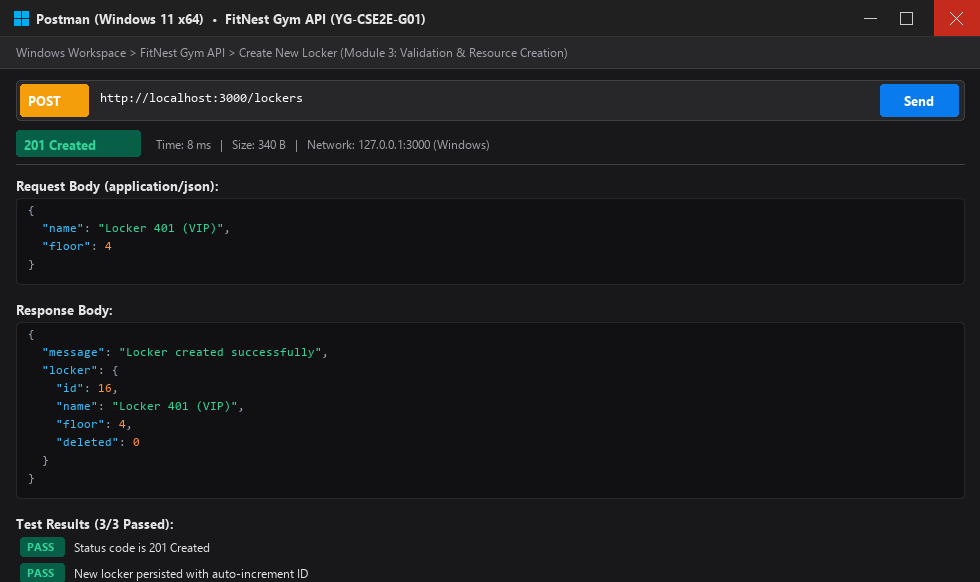 Postman (Windows 11 x64) • FitNest Gym API (YG-CSE2E-G01)
Windows Workspace > FitNest Gym API > Create New Locker (Module 3: Validation & Resource Creation)
POST http://localhost:3000/lockers Send
201 Created Time: 8 ms | Size: 340 B | Network: 127.0.0.1:3000 (Windows)
Request Body (application/json):
{
  "name": "Locker 401 (VIP)",
  "floor": 4
}
Response Body:
{
  "message": "Locker created successfully",
  "locker": {
    "id": 16,
    "name": "Locker 401 (VIP)",
    "floor": 4,
    "deleted": 0
  }
}
Test Results (3/3 Passed):
PASS Status code is 201 Created
PASS New locker persisted with auto-increment ID